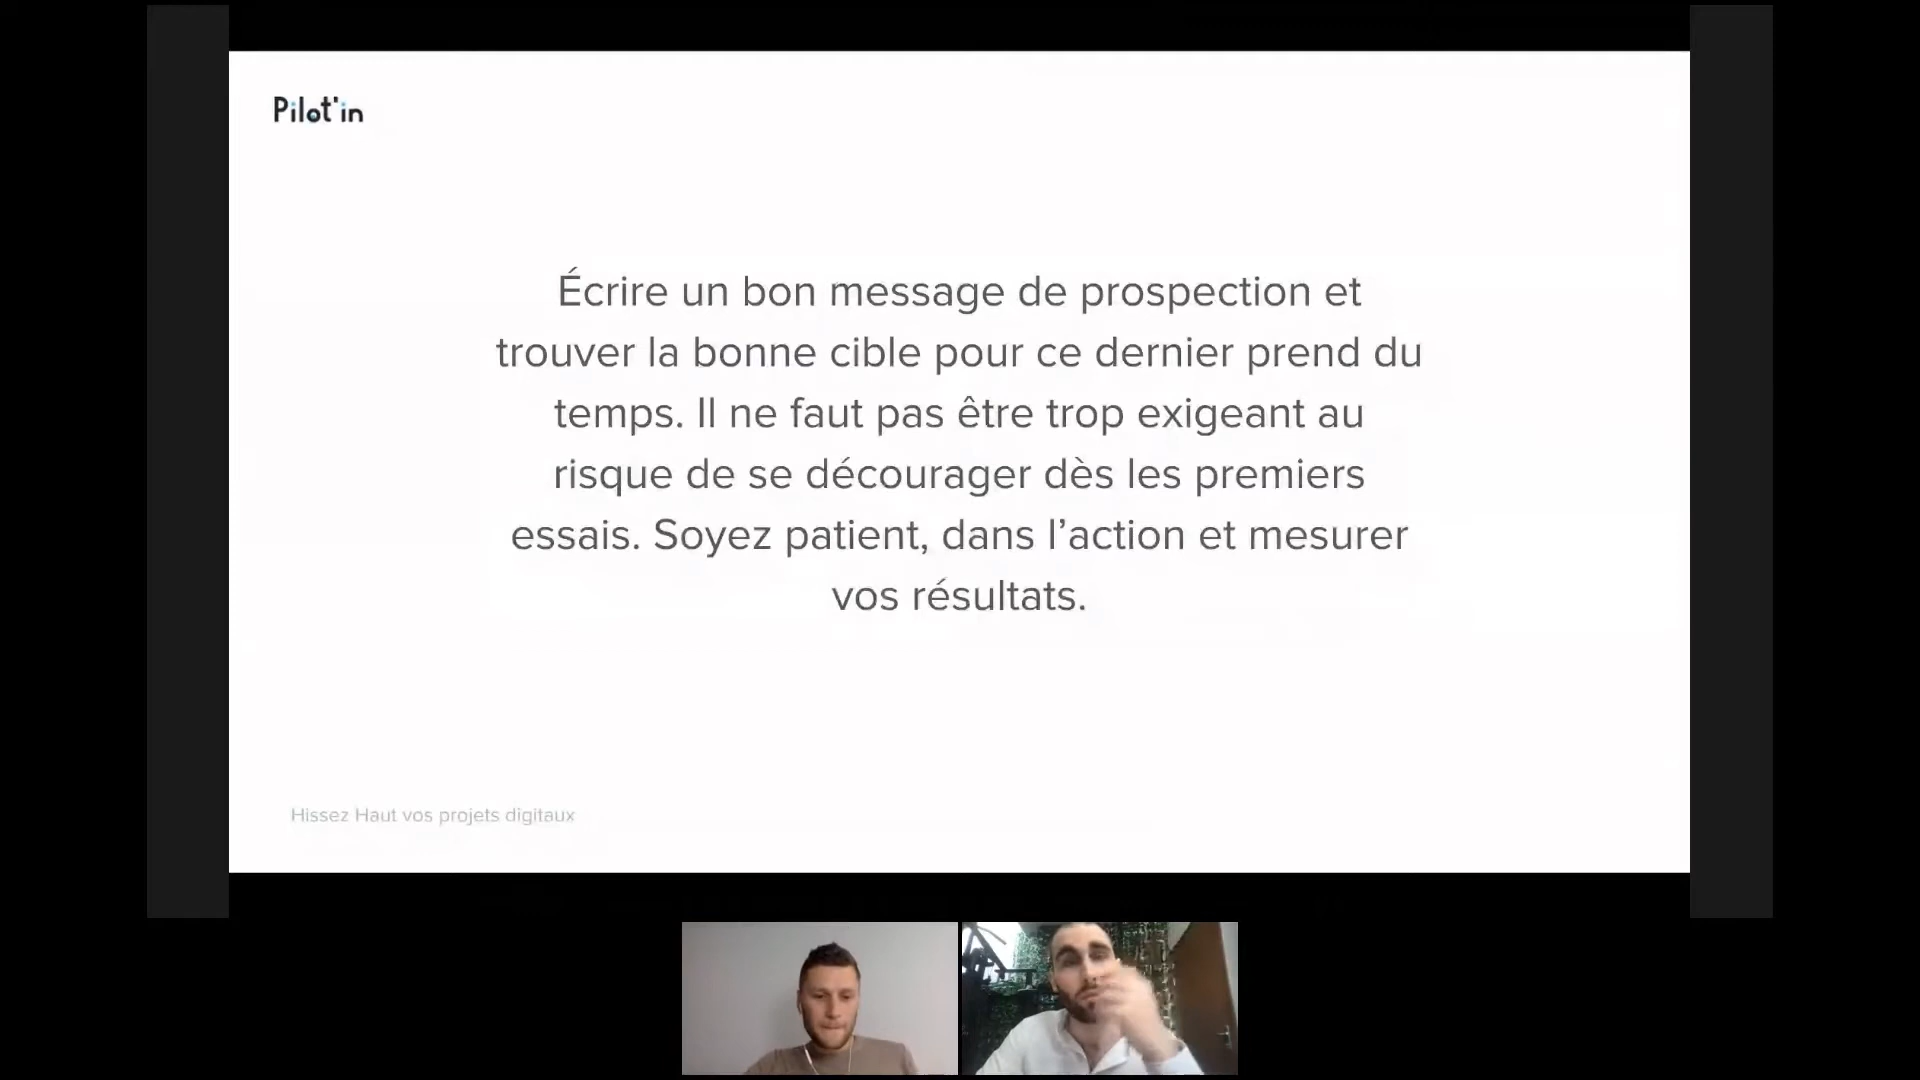 Pilot'in
Écrire un bon message de prospection et
trouver la bonne cible pour ce dernier prend du
temps. Il ne faut pas être trop exigeant au
risque de se décourager dès les premiers
essais. Soyez patient, dans l’action et mesurer
vos résultats.
Hissez Haut vos projets digitaux